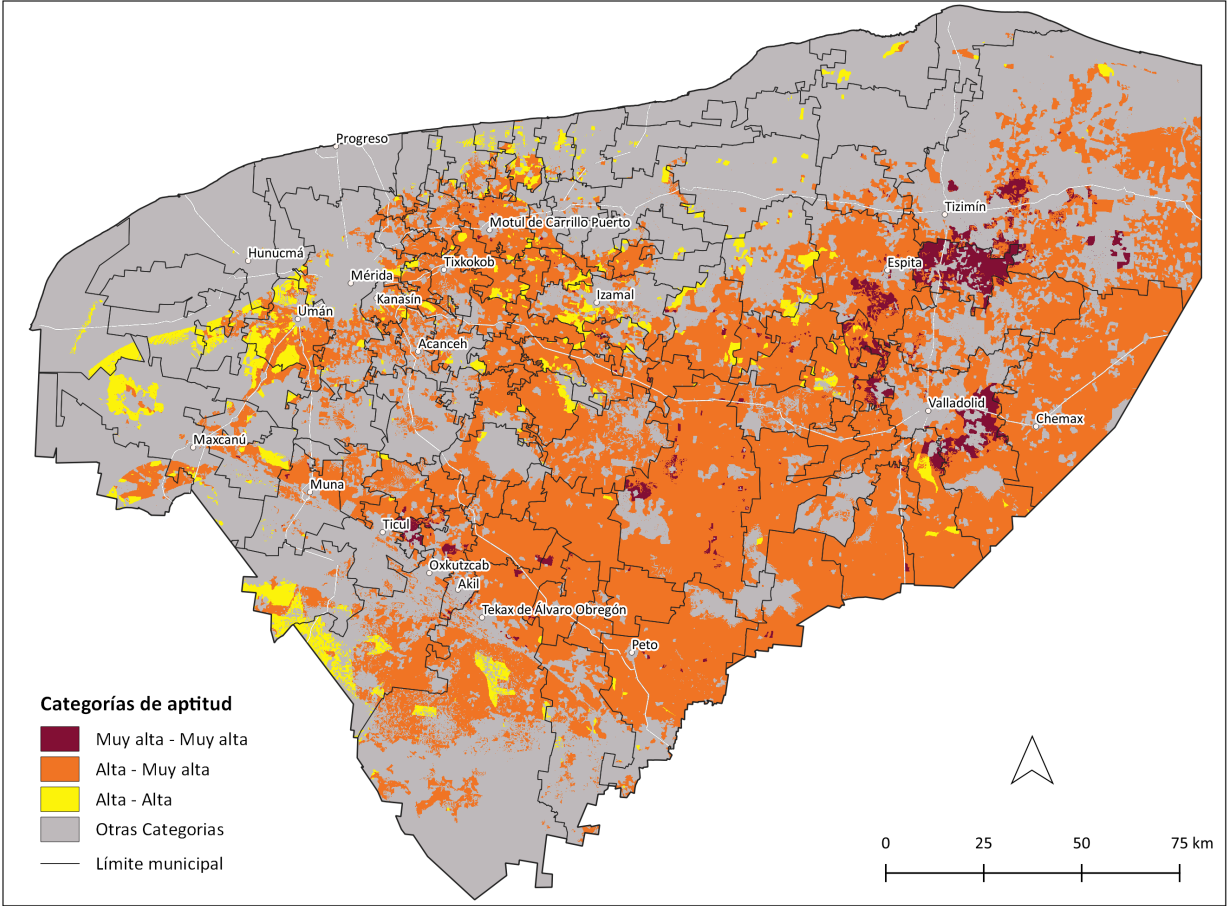 Progreso
Tizimín
Motul de Carrillo Puerto
Hunucmá
Tixkokob
Espita
Mérida
Izamal
Kanasín
Umán
Acanceh
Valladolid
Chemax
Maxcanú
Muna
Ticul
Oxkutzcab
Akil
Tekax de Álvaro Obregón
Peto
Categorías de aptitud
Muy alta - Muy alta
Alta - Muy alta
Alta - Alta
Otras Categorias
Límite municipal
0 25 50 75 km